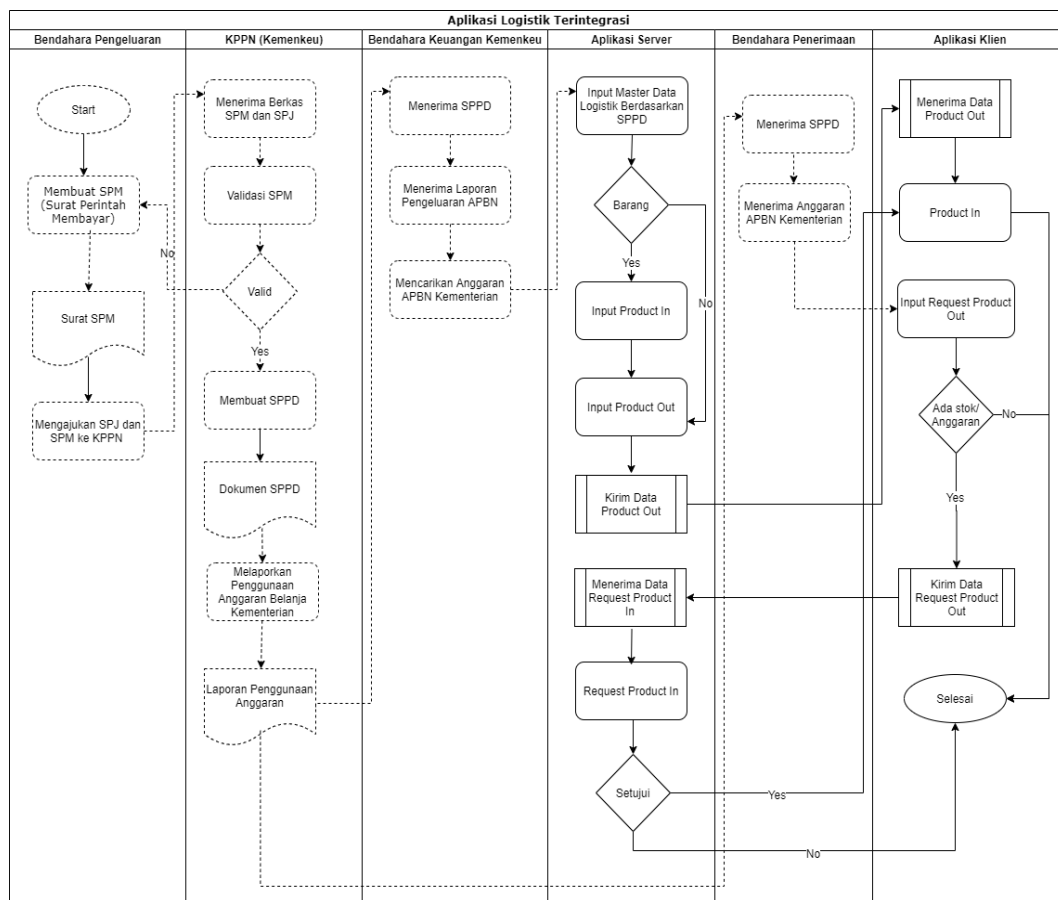 Aplikasi Logistik Terintegrasi
Bendahara Pengeluaran
KPPN (Kemenkeu)
Bendahara Keuangan Kemenkeu
Aplikasi Server
Bendahara Penerimaan
Aplikasi Klien
Start
Membuat SPM
(Surat Perintah
Membayar)
No
Surat SPM
Mengajukan SPJ dan
SPM ke KPPN
Menerima Berkas
SPM dan SPJ
Validasi SPM
Valid
Yes
Membuat SPPD
Dokumen SPPD
Melaporkan
Penggunaan
Anggaran Belanja
Kementerian
Laporan Penggunaan
Anggaran
Menerima SPPD
Menerima Laporan
Pengeluaran APBN
Mencarikan Anggaran
APBN Kementerian
Input Master Data
Logistik Berdasarkan
SPPD
Barang
Yes
No
Input Product In
Input Product Out
Kirim Data
Product Out
Menerima Data
Request Product
In
Request Product In
Setujui
Yes
No
Menerima SPPD
Menerima Anggaran
APBN Kementerian
Menerima Data
Product Out
Product In
Input Request Product
Out
Ada stok/
Anggaran
No
Yes
Kirim Data
Request Product
Out
Selesai